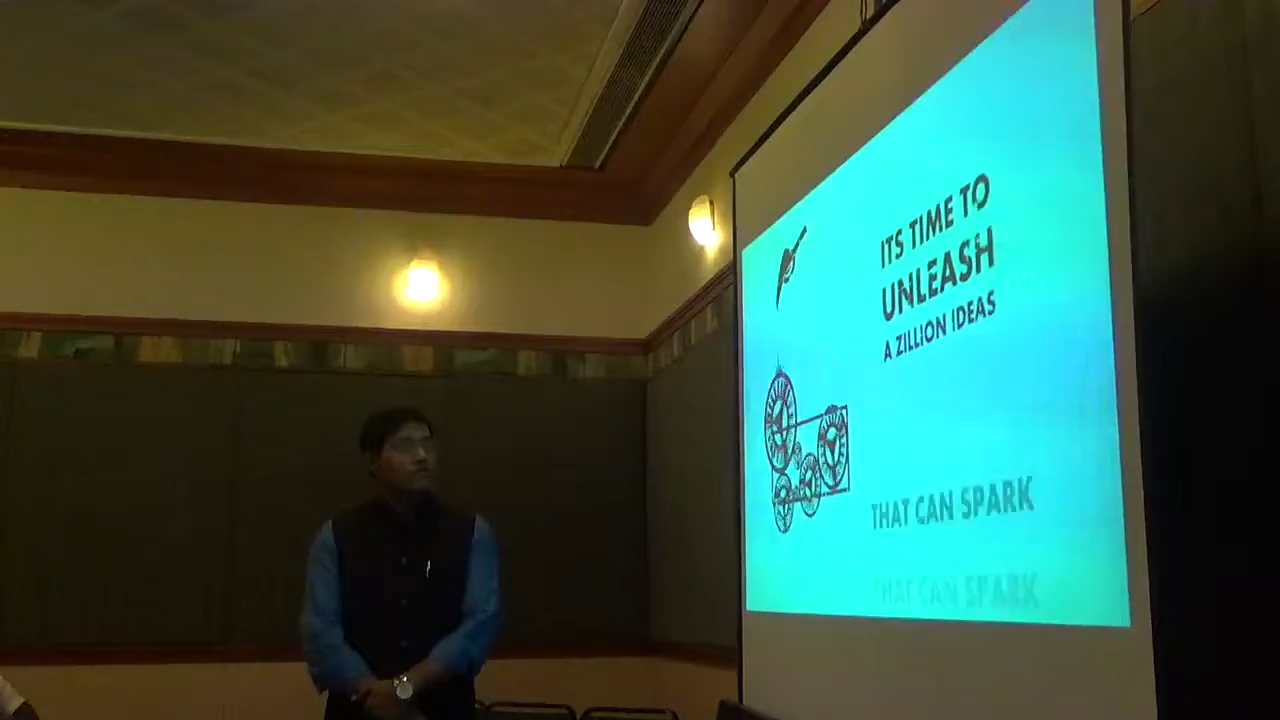 ITS TIME TO
UNLEASH
A ZILLION IDEAS
THAT CAN SPARK
THAT CAN SPARK